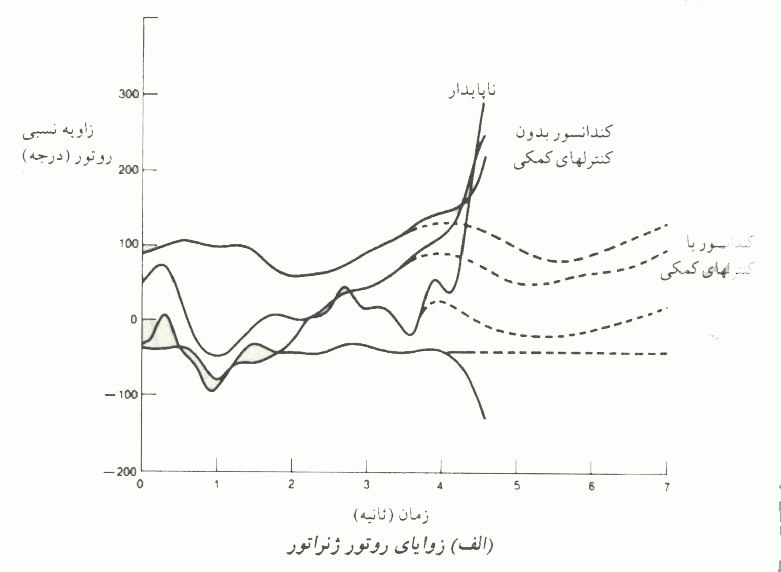 ناپایدار
300
زاویه نسبی
روتور (درجه)
کندانسور بدون
کنترلهای کمکی
200
100
کندانسور با
کنترلهای کمکی
0
−100
−200
0 1 2 3 4 5 6 7
زمان (ثانیه)
(الف) زوایای روتور ژنراتور